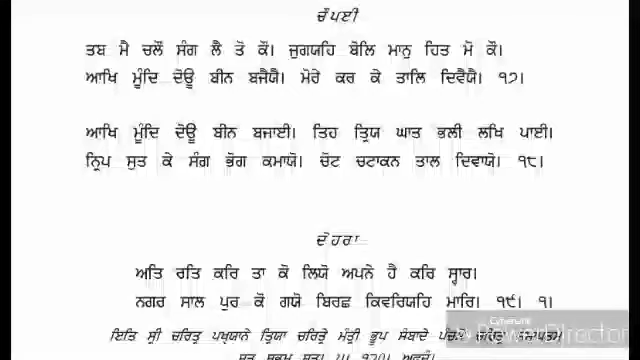 ਚੌਪਈ
ਤਬ ਮੈ ਚਲੌਂ ਸੰਗ ਲੈ ਤੋ ਕੌ। ਜੁਗਯਹਿ ਬੋਲਿ ਮਾਨੁ ਹਿਤ ਮੋ ਕੌ।
ਆਖਿ ਮੂੰਦਿ ਦੋਊ ਬੀਨ ਬਜੈਯੈ। ਮੋਰੇ ਕਰ ਕੇ ਤਾਲਿ ਦਿਵੈਯੈ। ੧੭।
ਆਖਿ ਮੂੰਦਿ ਦੋਊ ਬੀਨ ਬਜਾਈ। ਤਿਹ ਤ੍ਰਿਯ ਘਾਤ ਭਲੀ ਲਖਿ ਪਾਈ।
ਨ੍ਰਿਪ ਸੁਤ ਕੇ ਸੰਗ ਭੋਗ ਕਮਾਯੋ। ਚੋਟ ਚਟਾਕਨ ਤਾਲ ਦਿਵਾਯੋ। ੧੮।
ਦੋਹਰਾ
ਅਤਿ ਰਤਿ ਕਰਿ ਤਾ ਕੋ ਲਿਯੋ ਅਪਨੇ ਹੈ ਕਰਿ ਸ੍ਵਾਰ।
ਨਗਰ ਸਾਲ ਪੁਰ ਕੋ ਗਯੋ ਬਿਰਛ ਕਿਵਰਿਯਹਿ ਮਾਰਿ। ੧੯। ੧।
ਇਤਿ ਸ੍ਰੀ ਚਰਿਤ੍ਰ ਪਖ੍ਯਾਨੇ ਤ੍ਰਿਯਾ ਚਰਿਤ੍ਰੇ ਮੰਤ੍ਰੀ ਭੂਪ ਸੰਬਾਦੇ
PowerDirector